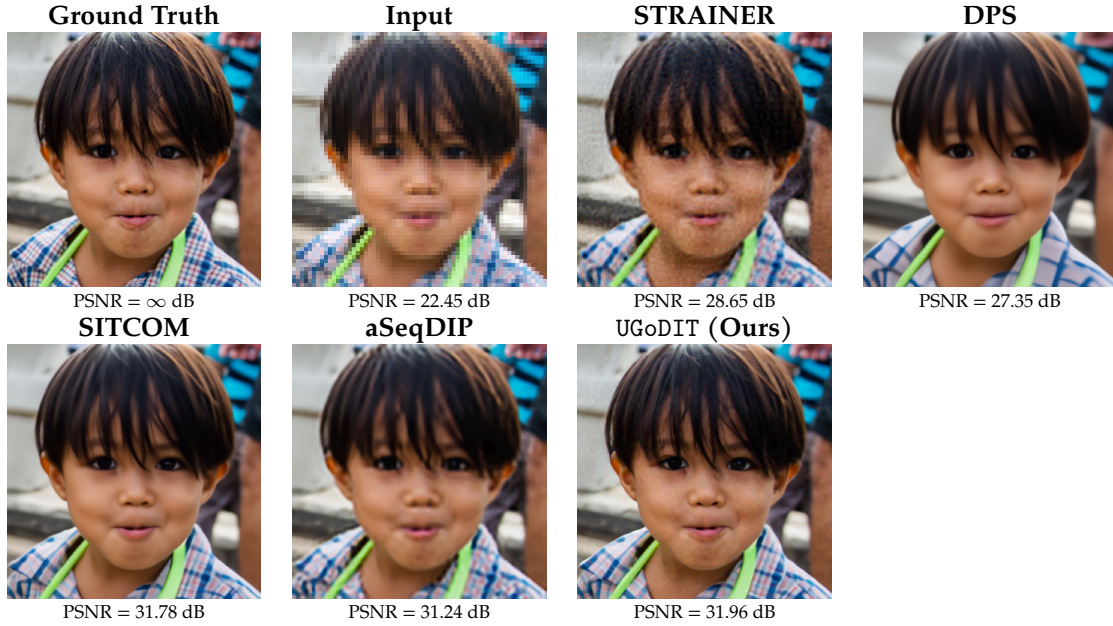 Ground Truth
Input
STRAINER
DPS
PSNR = ∞ dB
PSNR = 22.45 dB
PSNR = 28.65 dB
PSNR = 27.35 dB
SITCOM
aSeqDIP
UGoDIT (Ours)
PSNR = 31.78 dB
PSNR = 31.24 dB
PSNR = 31.96 dB